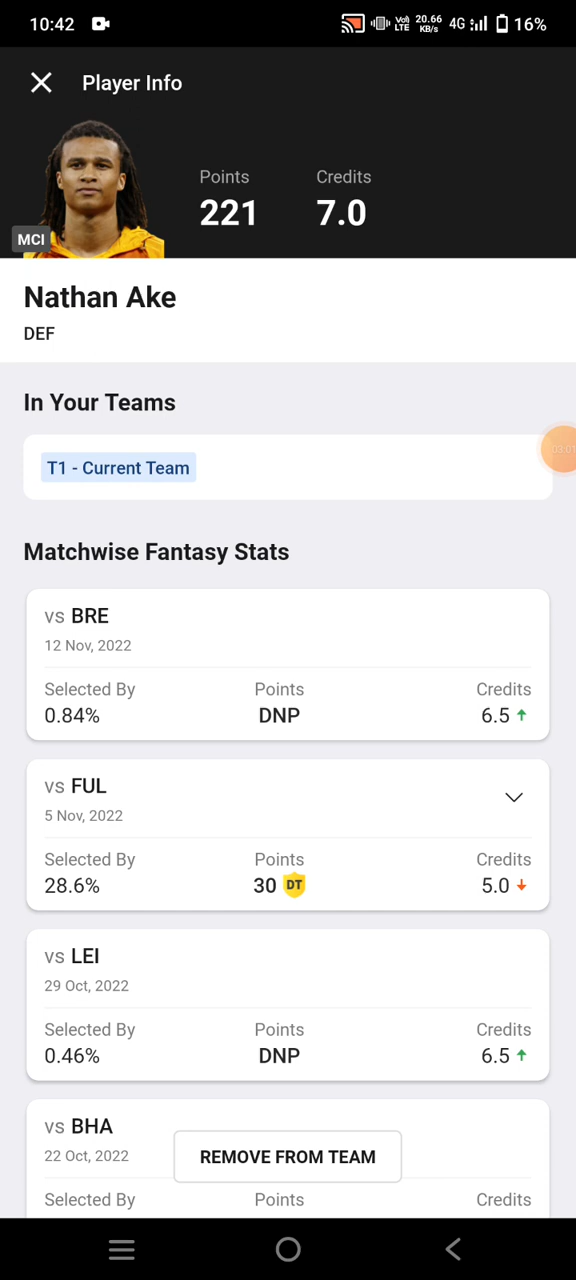 10:42 Vo) LTE 20.66 KB/s 4G 16%
Player Info
Points Credits
221 7.0
MCI
Nathan Ake
DEF
In Your Teams
T1 - Current Team
03:01
Matchwise Fantasy Stats
vs BRE
12 Nov, 2022
Selected By Points Credits
0.84% DNP 6.5
vs FUL
5 Nov, 2022
Selected By Points Credits
28.6% 30 DT 5.0
vs LEI
29 Oct, 2022
Selected By Points Credits
0.46% DNP 6.5
vs BHA
22 Oct, 2022
REMOVE FROM TEAM
Selected By Points Credits